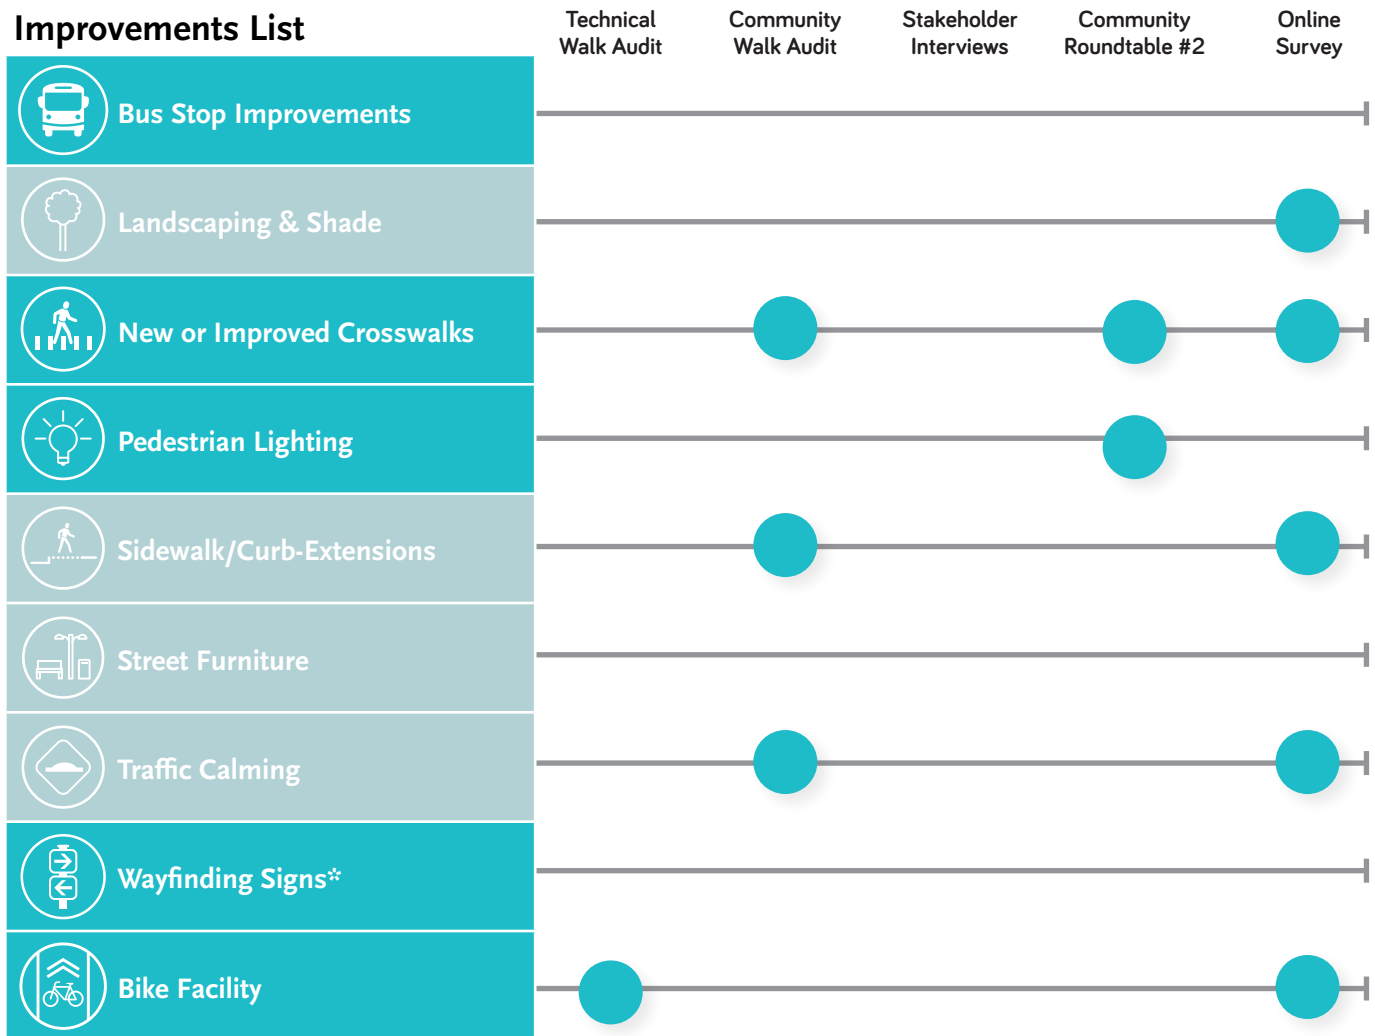 Improvements List
Technical
Walk Audit
Community
Walk Audit
Stakeholder
Interviews
Community
Roundtable #2
Online
Survey
Bus Stop Improvements
Landscaping & Shade
New or Improved Crosswalks
Pedestrian Lighting
Sidewalk/Curb-Extensions
Street Furniture
Traffic Calming
Wayfinding Signs*
Bike Facility